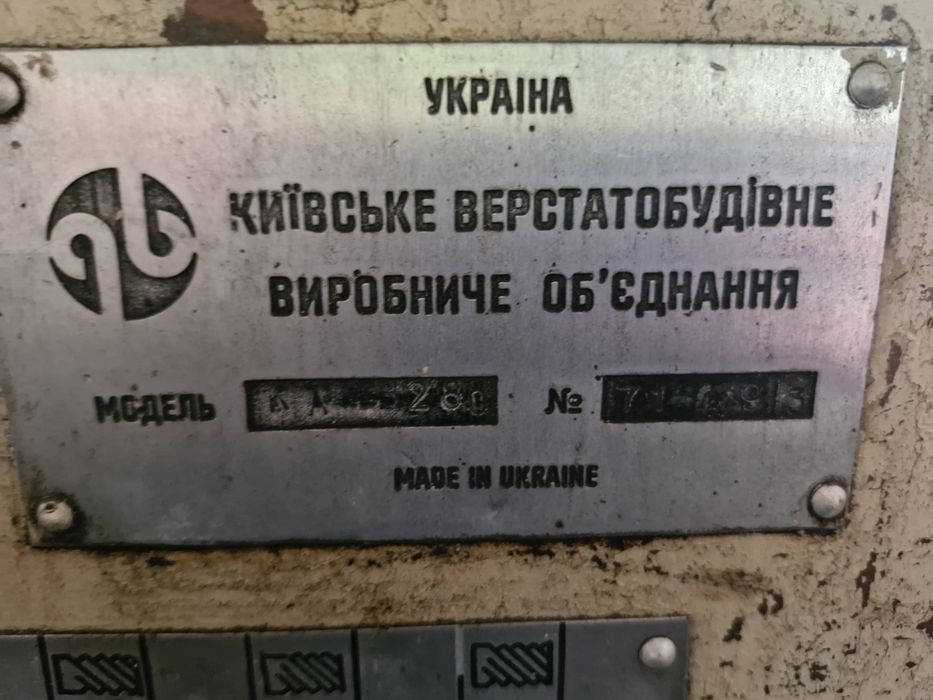 УКРАЇНА
КИЇВСЬКЕ ВЕРСТАТОБУДІВНЕ
ВИРОБНИЧЕ ОБ'ЄДНАННЯ
МОДЕЛЬ №
MADE IN UKRAINE